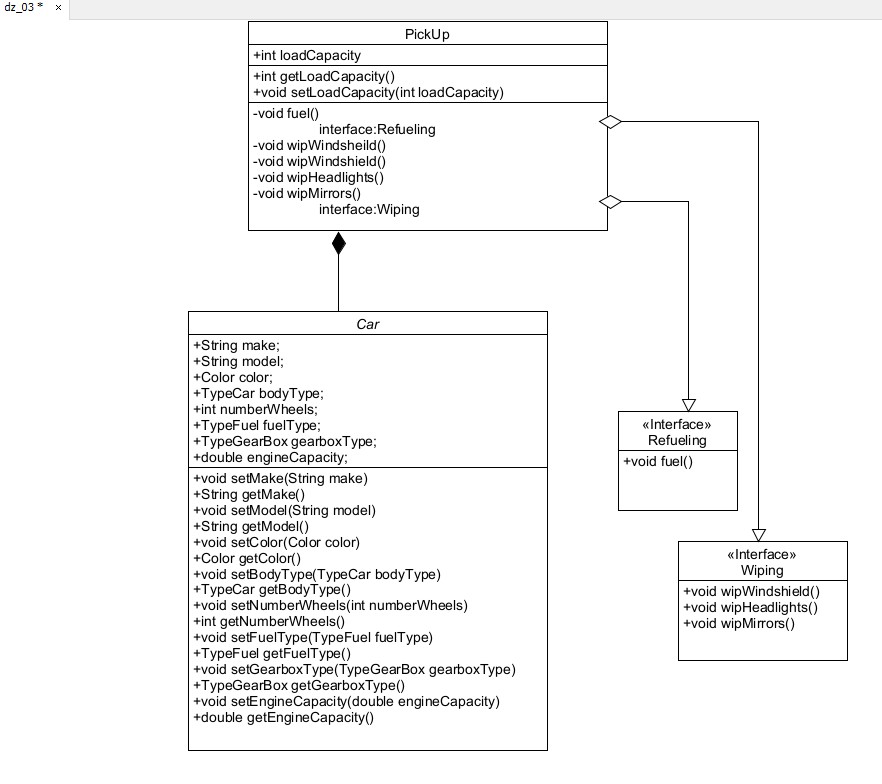 dz_03 * ×
PickUp
+int loadCapacity
+int getLoadCapacity()
+void setLoadCapacity(int loadCapacity)
-void fuel()
interface:Refueling
-void wipWindsheild()
-void wipWindshield()
-void wipHeadlights()
-void wipMirrors()
interface:Wiping
Car
+String make;
+String model;
+Color color;
+TypeCar bodyType;
+int numberWheels;
+TypeFuel fuelType;
+TypeGearBox gearboxType;
+double engineCapacity;
+void setMake(String make)
+String getMake()
+void setModel(String model)
+String getModel()
+void setColor(Color color)
+Color getColor()
+void setBodyType(TypeCar bodyType)
+TypeCar getBodyType()
+void setNumberWheels(int numberWheels)
+int getNumberWheels()
+void setFuelType(TypeFuel fuelType)
+TypeFuel getFuelType()
+void setGearboxType(TypeGearBox gearboxType)
+TypeGearBox getGearboxType()
+void setEngineCapacity(double engineCapacity)
+double getEngineCapacity()
«Interface»
Refueling
+void fuel()
«Interface»
Wiping
+void wipWindshield()
+void wipHeadlights()
+void wipMirrors()